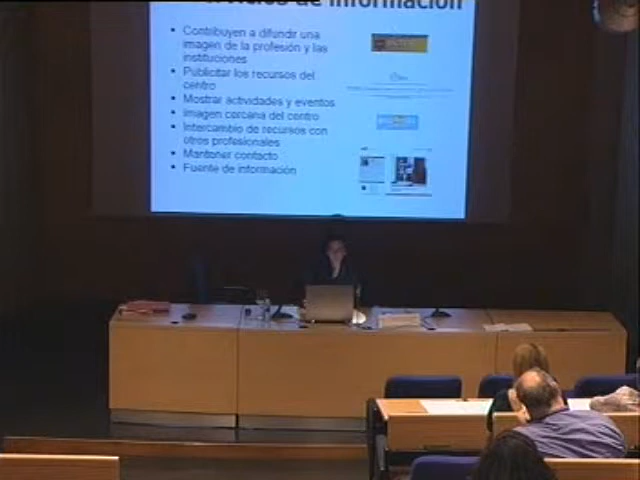 Servicios de información
• Contribuyen a difundir una
imagen de la profesión y las
instituciones
• Publicitar los recursos del
centro
• Mostrar actividades y eventos
• Imagen cercana del centro
• Intercambio de recursos con
otros profesionales
• Mantener contacto
• Fuente de información